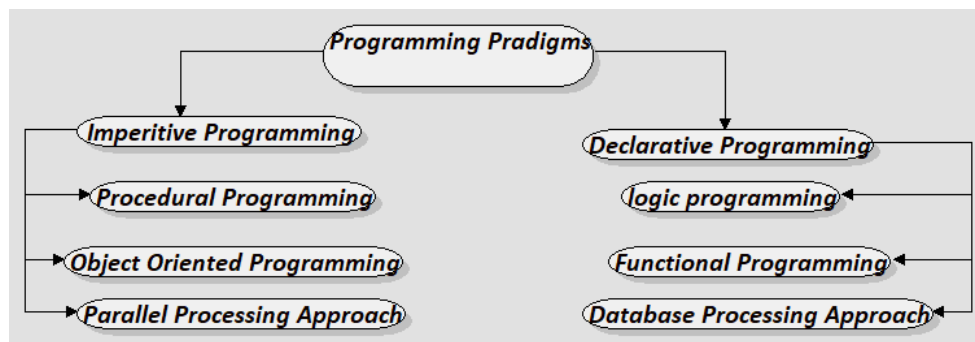 Programming Pradigms
Imperitive Programming
Declarative Programming
Procedural Programming
logic programming
Object Oriented Programming
Functional Programming
Parallel Processing Approach
Database Processing Approach